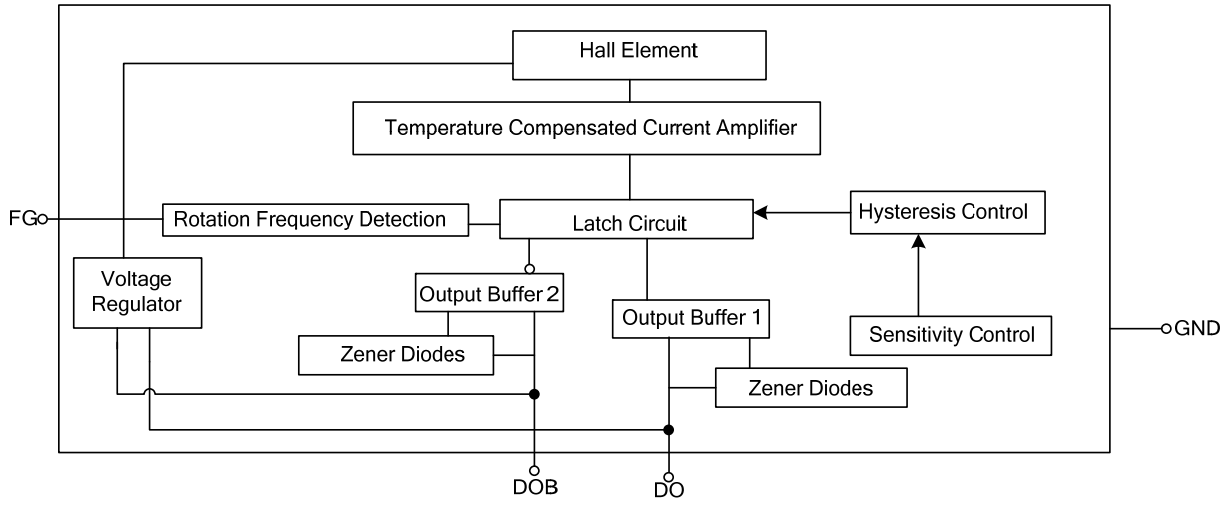 Hall Element
Temperature Compensated Current Amplifier
FG
Rotation Frequency Detection
Latch Circuit
Hysteresis Control
Voltage
Regulator
Output Buffer 2
Output Buffer 1
Sensitivity Control
GND
Zener Diodes
Zener Diodes
DOB
DO